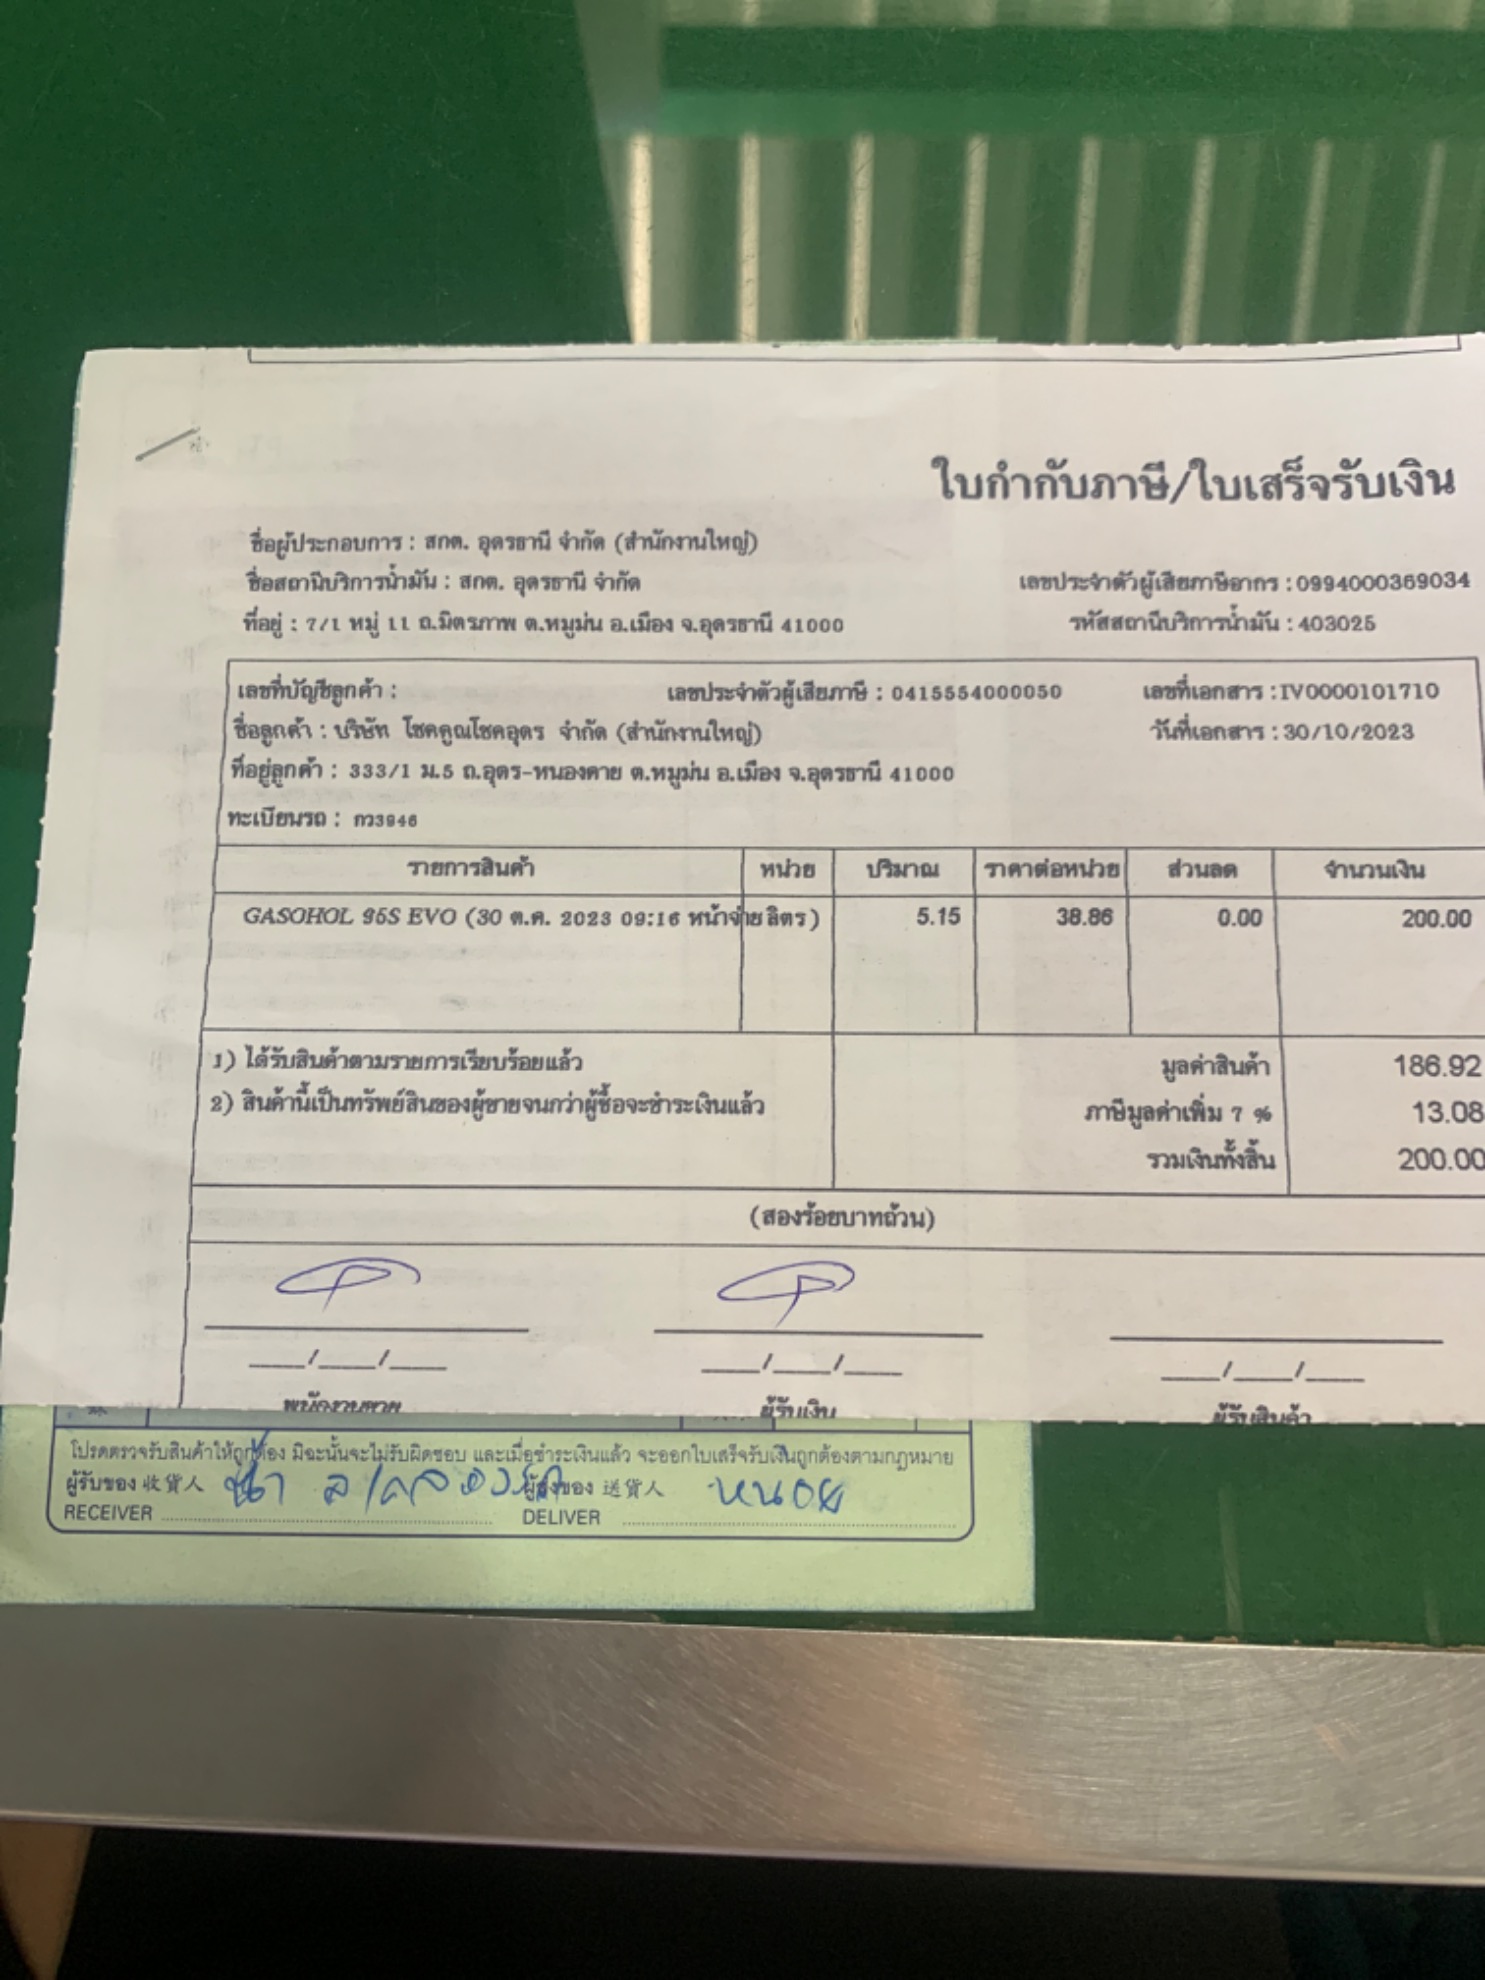 ใบกำกับภาษี/ใบเสร็จรับเงิน
ชื่อผู้ประกอบการ : สกต. อุดรธานี จำกัด (สำนักงานใหญ่)
ชื่อสถานีบริการน้ำมัน : สกต. อุดรธานี จำกัด เลขประจำตัวผู้เสียภาษีอากร : 0994000369034
ที่อยู่ : 7/1 หมู่ 11 ถ.มิตรภาพ ต.หมูม่น อ.เมือง จ.อุดรธานี 41000 รหัสสถานีบริการน้ำมัน : 403025
เลขที่บัญชีลูกค้า : เลขประจำตัวผู้เสียภาษี : 0415554000050 เลขที่เอกสาร : IV0000101710
ชื่อลูกค้า : บริษัท โชคคูณโชคอุดร จำกัด (สำนักงานใหญ่) วันที่เอกสาร : 30/10/2023
ที่อยู่ลูกค้า : 333/1 ม.5 ถ.อุดร-หนองคาย ต.หมูม่น อ.เมือง จ.อุดรธานี 41000
ทะเบียนรถ : กว3946
รายการสินค้า หน่วย ปริมาณ ราคาต่อหน่วย ส่วนลด จำนวนเงิน
GASOHOL 95S EVO (30 ต.ค. 2023 09:16 หน้าจ่าย ลิตร) 5.15 38.86 0.00 200.00
1) ได้รับสินค้าตามรายการเรียบร้อยแล้ว มูลค่าสินค้า 186.92
2) สินค้านี้เป็นทรัพย์สินของผู้ขายจนกว่าผู้ซื้อจะชำระเงินแล้ว ภาษีมูลค่าเพิ่ม 7 % 13.08
รวมเงินทั้งสิ้น 200.00
(สองร้อยบาทถ้วน)
___/___/___ ___/___/___ ___/___/___
พนักงานขาย ผู้รับเงิน ผู้รับสินค้า
โปรดตรวจรับสินค้าให้ถูกต้อง มิฉะนั้นจะไม่รับผิดชอบ และเมื่อชำระเงินแล้ว จะออกใบเสร็จรับเงินถูกต้องตามกฎหมาย
ผู้รับของ 收貨人 ผู้ส่งของ 送貨人 หน่อย
RECEIVER DELIVER